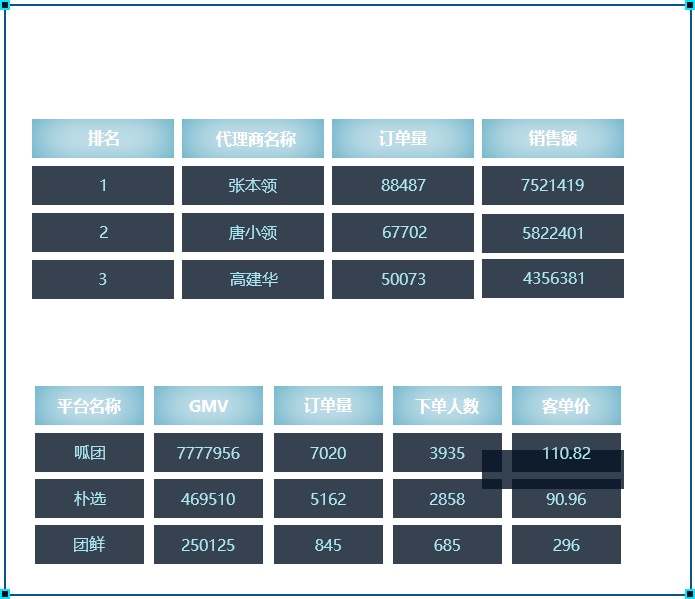 排名 代理商名称 订单量 销售额
1 张本领 88487 7521419
2 唐小领 67702 5822401
3 高建华 50073 4356381
平台名称 GMV 订单量 下单人数 客单价
呱团 7777956 7020 3935 110.82
朴选 469510 5162 2858 90.96
团鲜 250125 845 685 296